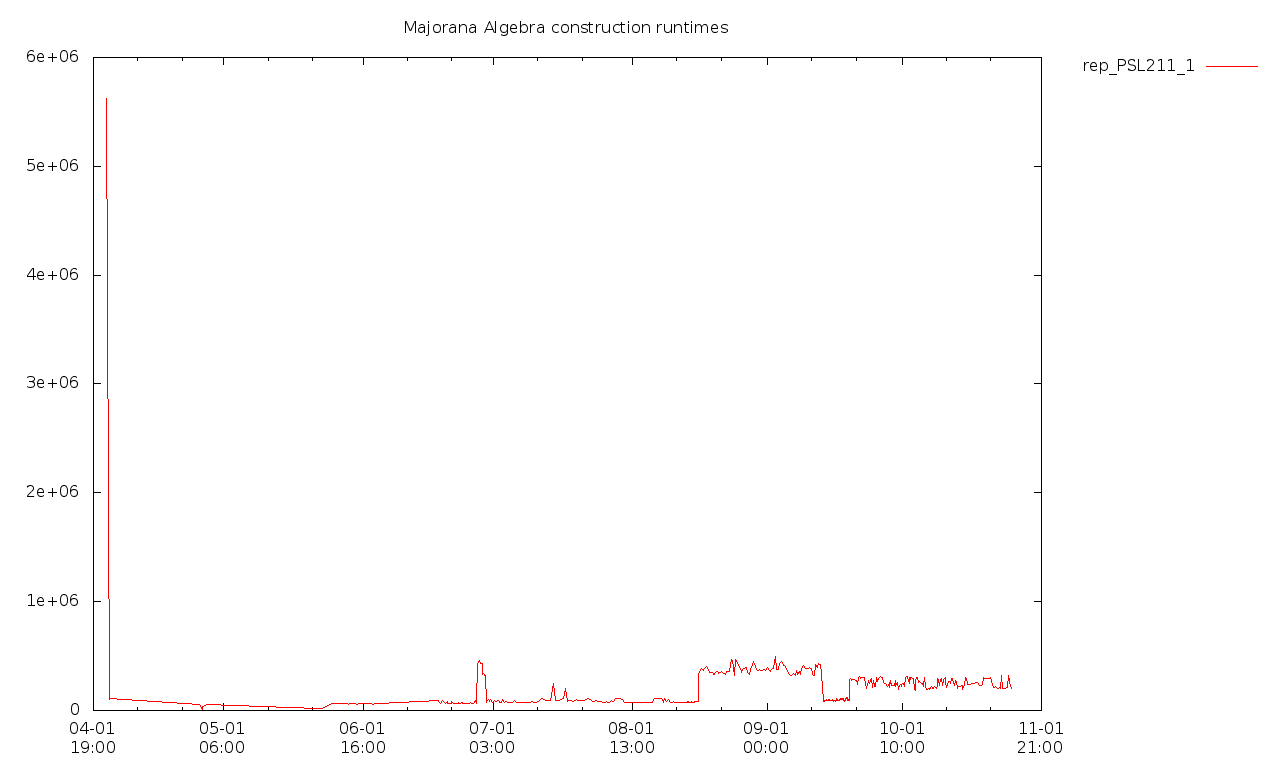 Majorana Algebra construction runtimes
rep_PSL211_1
6e+06
5e+06
4e+06
3e+06
2e+06
1e+06
0
04-01 05-01 06-01 07-01 08-01 09-01 10-01 11-01
19:00 06:00 16:00 03:00 13:00 00:00 10:00 21:00